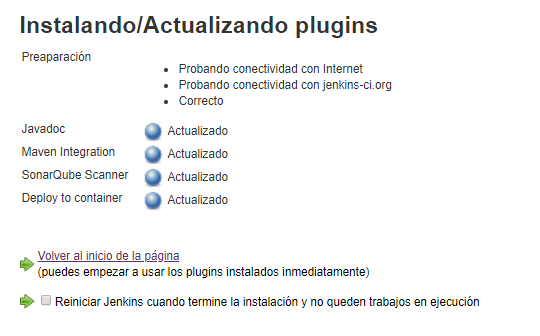 Instalando/Actualizando plugins
Preaparación
Probando conectividad con Internet
Probando conectividad con jenkins-ci.org
Correcto
Javadoc Actualizado
Maven Integration Actualizado
SonarQube Scanner Actualizado
Deploy to container Actualizado
Volver al inicio de la página
(puedes empezar a usar los plugins instalados inmediatamente)
Reiniciar Jenkins cuando termine la instalación y no queden trabajos en ejecución